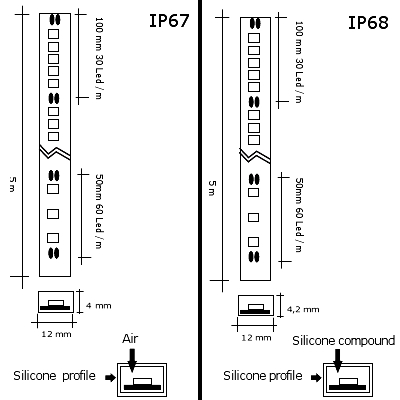 IP67
100 mm 30 Led / m
5 m
50mm 60 Led / m
4 mm
12 mm
Air
Silicone profile
IP68
100 mm 30 Led / m
5 m
50mm 60 Led / m
4,2 mm
12 mm
Silicone compound
Silicone profile